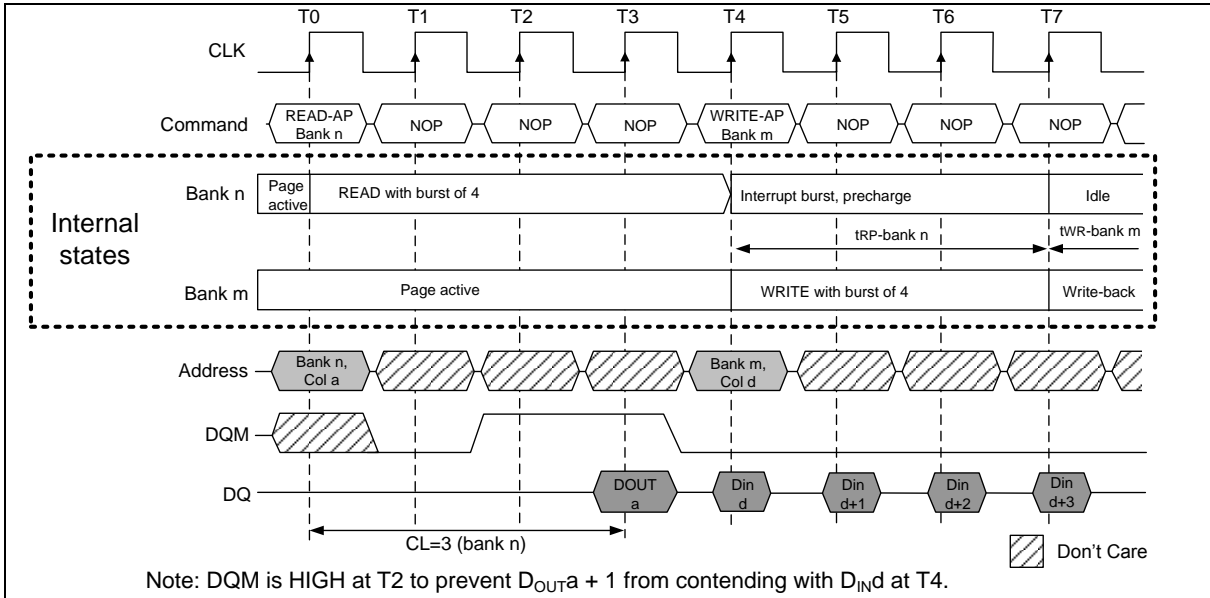 T0 T1 T2 T3 T4 T5 T6 T7
CLK
Command READ-AP Bank n NOP NOP NOP WRITE-AP Bank m NOP NOP NOP
Internal states
Bank n Page active READ with burst of 4 Interrupt burst, precharge Idle
tRP-bank n tWR-bank m
Bank m Page active WRITE with burst of 4 Write-back
Address Bank n, Col a Bank m, Col d
DQM
DQ DOUT a Din d Din d+1 Din d+2 Din d+3
CL=3 (bank n)
Don't Care
Note: DQM is HIGH at T2 to prevent DOUTa + 1 from contending with DINd at T4.